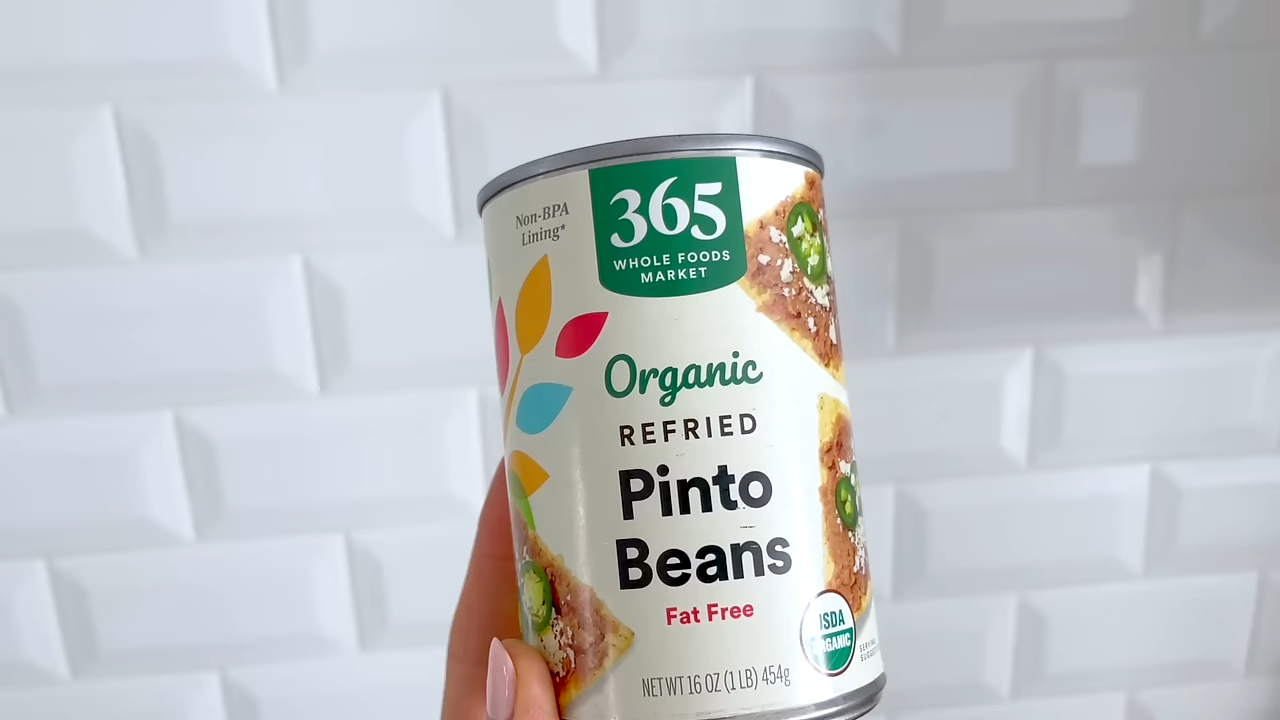 Non-BPA
Lining*
365
WHOLE FOODS
MARKET
Organic
REFRIED
Pinto
Beans
Fat Free
USDA
ORGANIC
NET WT 16 OZ (1 LB) 454g